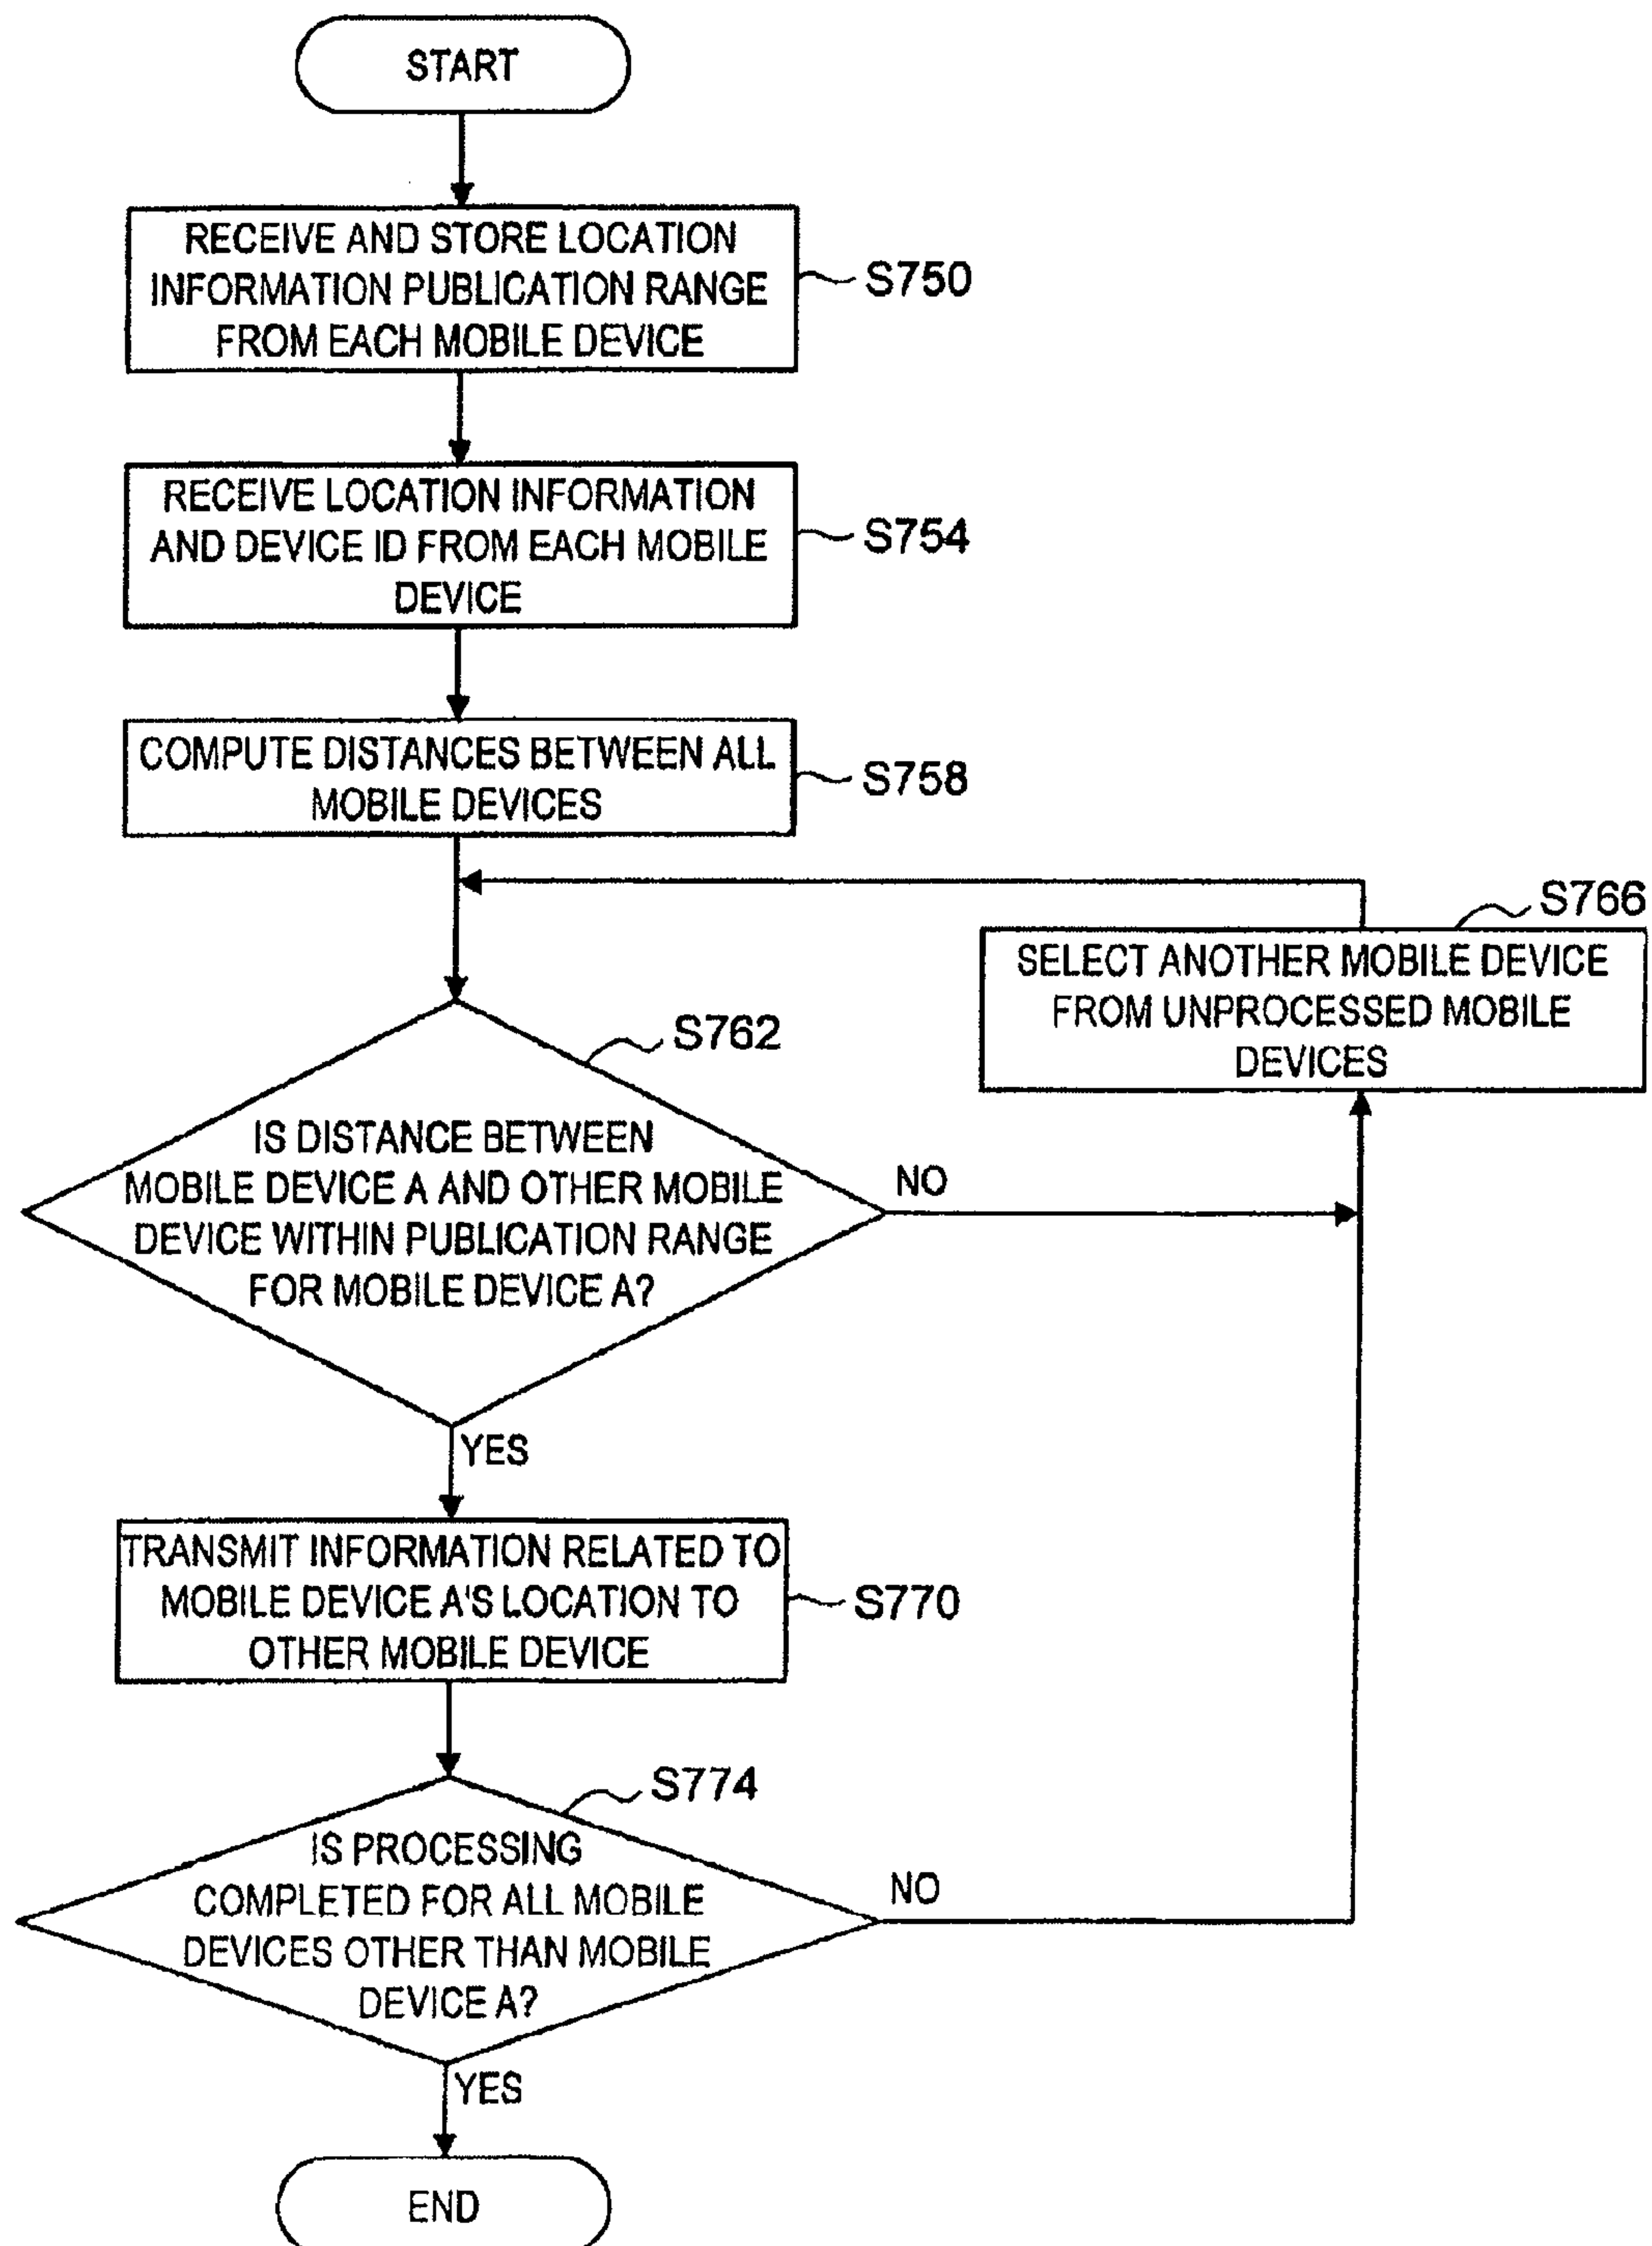 START
RECEIVE AND STORE LOCATION
INFORMATION PUBLICATION RANGE
FROM EACH MOBILE DEVICE
S750
RECEIVE LOCATION INFORMATION
AND DEVICE ID FROM EACH MOBILE
DEVICE
S754
COMPUTE DISTANCES BETWEEN ALL
MOBILE DEVICES
S758
S766
SELECT ANOTHER MOBILE DEVICE
FROM UNPROCESSED MOBILE
DEVICES
S762
IS DISTANCE BETWEEN
MOBILE DEVICE A AND OTHER MOBILE
DEVICE WITHIN PUBLICATION RANGE
FOR MOBILE DEVICE A?
NO
YES
TRANSMIT INFORMATION RELATED TO
MOBILE DEVICE A'S LOCATION TO
OTHER MOBILE DEVICE
S770
S774
IS PROCESSING
COMPLETED FOR ALL MOBILE
DEVICES OTHER THAN MOBILE
DEVICE A?
NO
YES
END